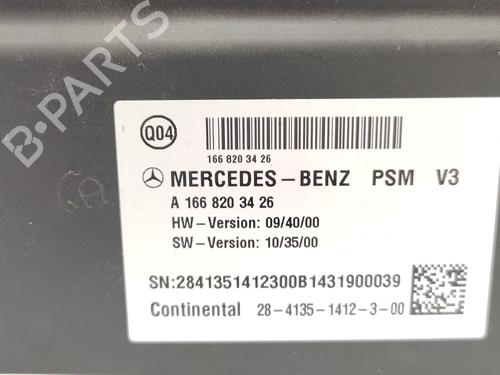 Q04
166 820 34 26
MERCEDES-BENZ PSM V3
A 166 820 34 26
HW-Version: 09/40/00
SW-Version: 10/35/00
SN:2841351412300B1431900039
Continental 28-4135-1412-3-00
B-PARTS